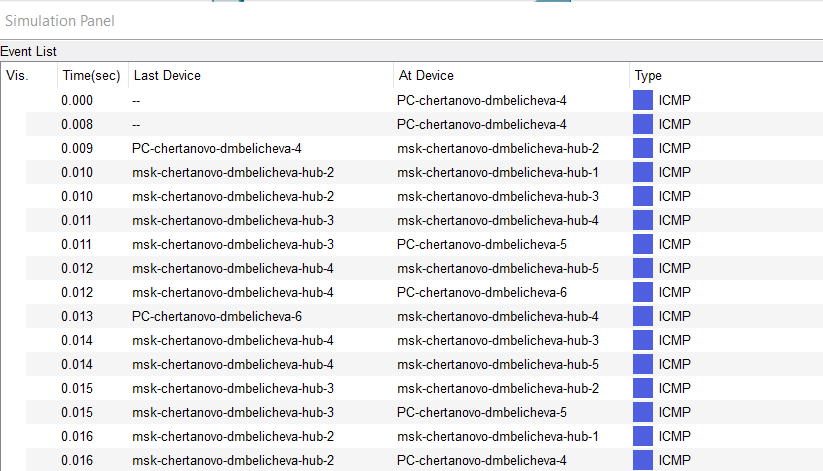 Simulation Panel
Event List
Vis. Time(sec) Last Device At Device Type
0.000 -- PC-chertanovo-dmbelicheva-4 ICMP
0.008 -- PC-chertanovo-dmbelicheva-4 ICMP
0.009 PC-chertanovo-dmbelicheva-4 msk-chertanovo-dmbelicheva-hub-2 ICMP
0.010 msk-chertanovo-dmbelicheva-hub-2 msk-chertanovo-dmbelicheva-hub-1 ICMP
0.010 msk-chertanovo-dmbelicheva-hub-2 msk-chertanovo-dmbelicheva-hub-3 ICMP
0.011 msk-chertanovo-dmbelicheva-hub-3 msk-chertanovo-dmbelicheva-hub-4 ICMP
0.011 msk-chertanovo-dmbelicheva-hub-3 PC-chertanovo-dmbelicheva-5 ICMP
0.012 msk-chertanovo-dmbelicheva-hub-4 msk-chertanovo-dmbelicheva-hub-5 ICMP
0.012 msk-chertanovo-dmbelicheva-hub-4 PC-chertanovo-dmbelicheva-6 ICMP
0.013 PC-chertanovo-dmbelicheva-6 msk-chertanovo-dmbelicheva-hub-4 ICMP
0.014 msk-chertanovo-dmbelicheva-hub-4 msk-chertanovo-dmbelicheva-hub-3 ICMP
0.014 msk-chertanovo-dmbelicheva-hub-4 msk-chertanovo-dmbelicheva-hub-5 ICMP
0.015 msk-chertanovo-dmbelicheva-hub-3 msk-chertanovo-dmbelicheva-hub-2 ICMP
0.015 msk-chertanovo-dmbelicheva-hub-3 PC-chertanovo-dmbelicheva-5 ICMP
0.016 msk-chertanovo-dmbelicheva-hub-2 msk-chertanovo-dmbelicheva-hub-1 ICMP
0.016 msk-chertanovo-dmbelicheva-hub-2 PC-chertanovo-dmbelicheva-4 ICMP